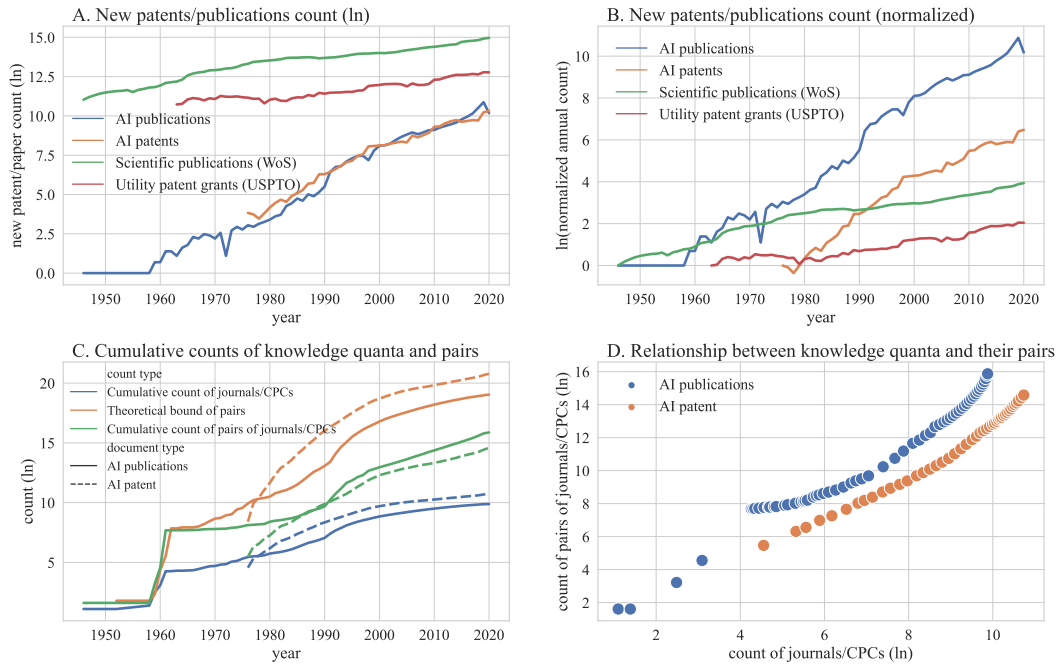 A. New patents/publications count (ln)
new patent/paper count (ln)
15.0
12.5
10.0
7.5
5.0
2.5
0.0
AI publications
AI patents
Scientific publications (WoS)
Utility patent grants (USPTO)
1950 1960 1970 1980 1990 2000 2010 2020
year
B. New patents/publications count (normalized)
ln(normalized annual count)
10
8
6
4
2
0
AI publications
AI patents
Scientific publications (WoS)
Utility patent grants (USPTO)
1950 1960 1970 1980 1990 2000 2010 2020
year
C. Cumulative counts of knowledge quanta and pairs
count (ln)
20
15
10
5
count type
Cumulative count of journals/CPCs
Theoretical bound of pairs
Cumulative count of pairs of journals/CPCs
document type
AI publications
AI patent
1950 1960 1970 1980 1990 2000 2010 2020
year
D. Relationship between knowledge quanta and their pairs
count of pairs of journals/CPCs (ln)
16
14
12
10
8
6
4
2
AI publications
AI patent
2 4 6 8 10
count of journals/CPCs (ln)